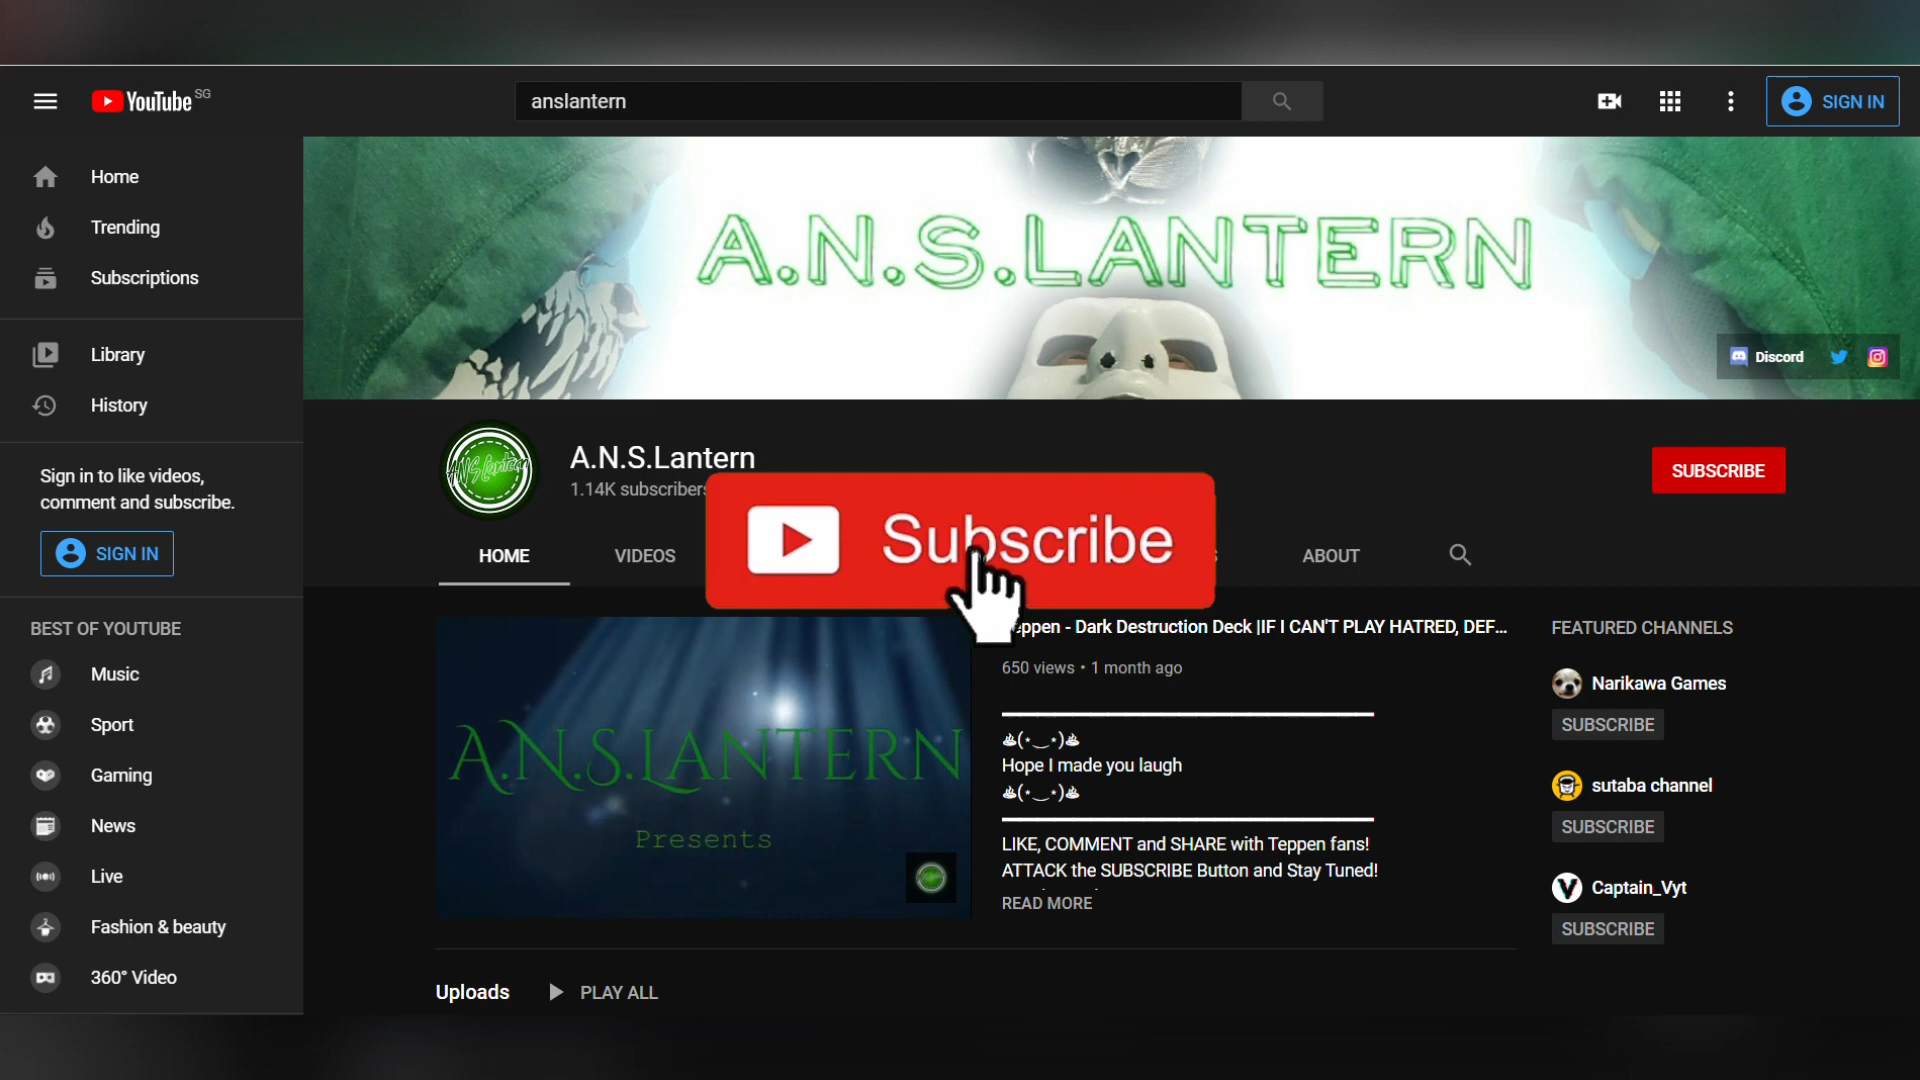 YouTube SG
anslantern
SIGN IN
Home
Trending
Subscriptions
Library
History
Sign in to like videos,
comment and subscribe.
SIGN IN
BEST OF YOUTUBE
Music
Sport
Gaming
News
Live
Fashion & beauty
360° Video
A.N.S.LANTERN
Discord
ANSLantern
A.N.S.Lantern
1.14K subscribers
SUBSCRIBE
Subscribe
HOME
VIDEOS
ABOUT
A.N.S.LANTERN
Presents
eppen - Dark Destruction Deck |IF I CAN'T PLAY HATRED, DEF...
650 views • 1 month ago
♨(⋆‿⋆)♨
Hope I made you laugh
♨(⋆‿⋆)♨
LIKE, COMMENT and SHARE with Teppen fans!
ATTACK the SUBSCRIBE Button and Stay Tuned!
READ MORE
FEATURED CHANNELS
Narikawa Games
SUBSCRIBE
sutaba channel
SUBSCRIBE
Captain_Vyt
SUBSCRIBE
Uploads
PLAY ALL